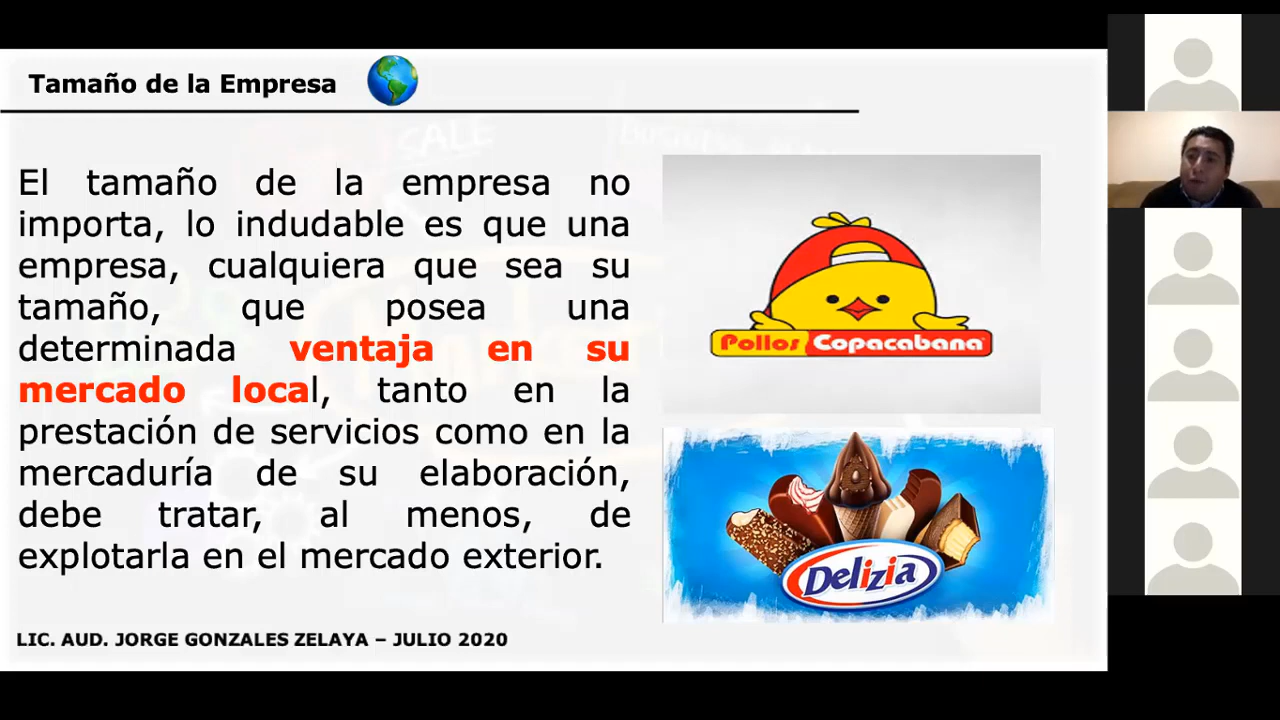 Tamaño de la Empresa
SALE
El tamaño de la empresa no
importa, lo indudable es que una
empresa, cualquiera que sea su
tamaño, que posea una
determinada ventaja en su
mercado local, tanto en la
prestación de servicios como en la
mercaduría de su elaboración,
debe tratar, al menos, de
explotarla en el mercado exterior.
Pollos Copacabana
Delizia
LIC. AUD. JORGE GONZALES ZELAYA – JULIO 2020